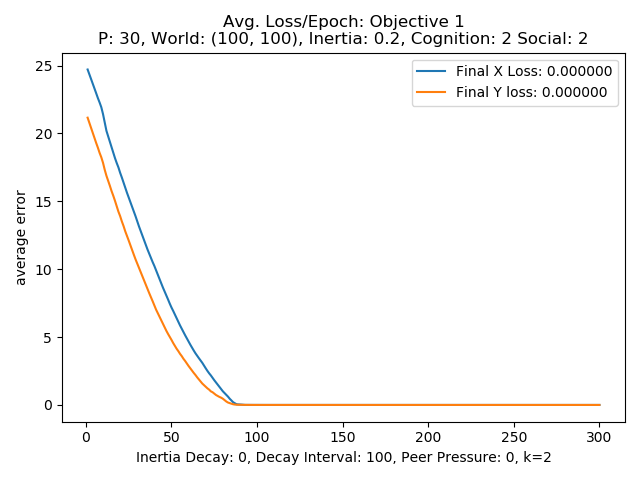 Avg. Loss/Epoch: Objective 1
P: 30, World: (100, 100), Inertia: 0.2, Cognition: 2 Social: 2
Final X Loss: 0.000000
Final Y loss: 0.000000
average error
25
20
15
10
5
0
0 50 100 150 200 250 300
Inertia Decay: 0, Decay Interval: 100, Peer Pressure: 0, k=2